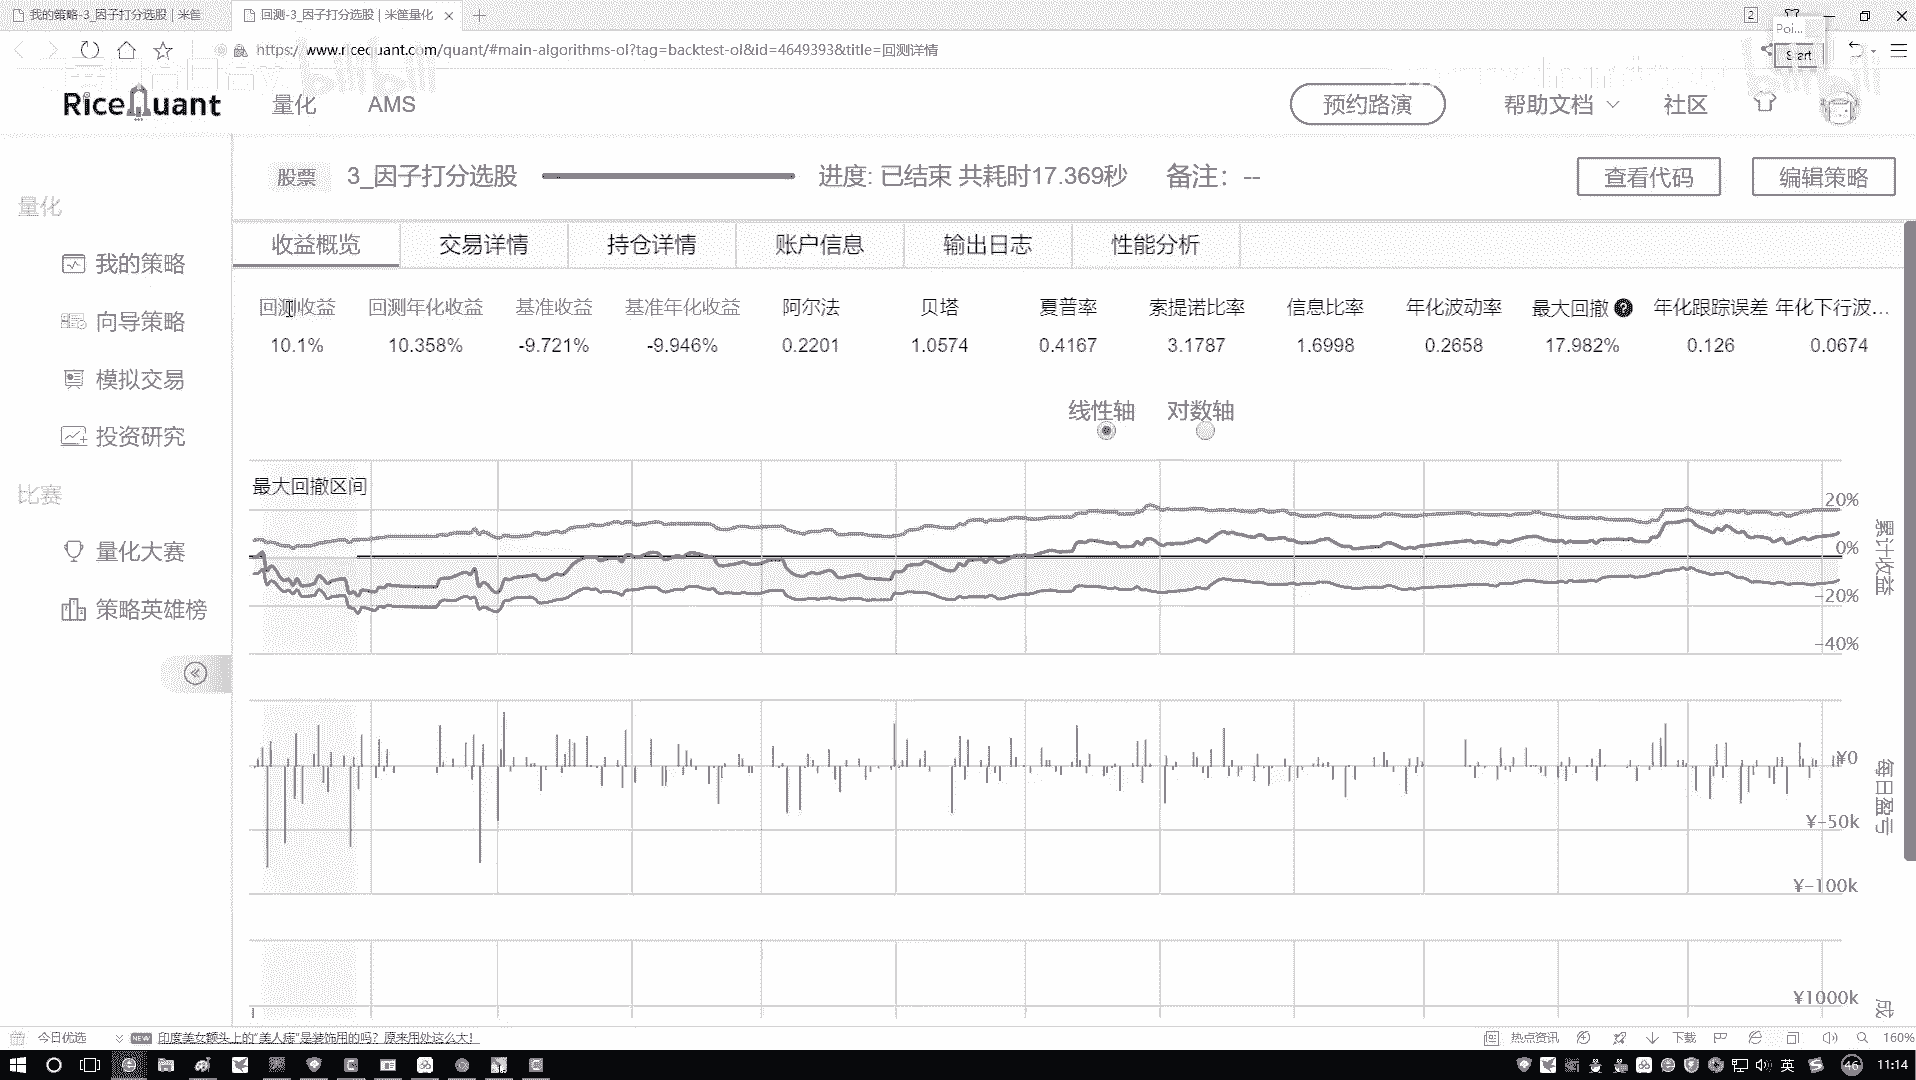 我的策略-3_因子打分选股｜米筐
回测-3_因子打分选股｜米筐量化
2
Poi...
https://www.ricequant.com/quant/#main-algorithms-ol?tag=backtest-ol&id=4649393&title=回测详情
Start
RiceQuant
量化
AMS
预约路演
帮助文档
社区
bilibili
股票
3_因子打分选股
进度: 已结束 共耗时17.369秒
备注: --
查看代码
编辑策略
量化
我的策略
向导策略
模拟交易
投资研究
比赛
量化大赛
策略英雄榜
收益概览
交易详情
持仓详情
账户信息
输出日志
性能分析
回测收益 回测年化收益 基准收益 基准年化收益 阿尔法 贝塔 夏普率 索提诺比率 信息比率 年化波动率 最大回撤 年化跟踪误差 年化下行波...
10.1% 10.358% -9.721% -9.946% 0.2201 1.0574 0.4167 3.1787 1.6998 0.2658 17.982% 0.126 0.0674
线性轴 对数轴
最大回撤区间
20%
0%
-20%
-40%
累计收益
¥0
¥-50k
¥-100k
每日盈亏
¥1000k
成
今日优选
NEW
印度美女额头上的"美人痣"是装饰用的吗? 原来用处这么大!
热点资讯
下载
160%
英
46
11:14